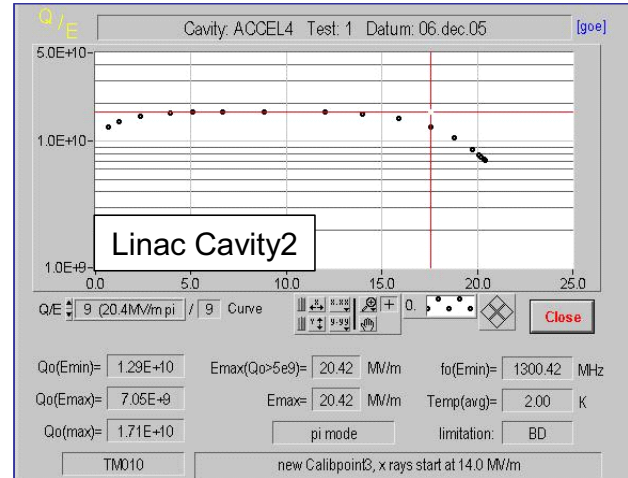 Q/E Cavity: ACCEL4 Test: 1 Datum: 06.dec.05 [goe]
5.0E+10-
1.0E+10-
Linac Cavity2
1.0E+9-
0.0 5.0 10.0 15.0 20.0 25.0
Q/E 9 (20.4MV/m pi / 9 Curve 0. Close
Qo(Emin)= 1.29E+10 Emax(Qo>5e9)= 20.42 MV/m fo(Emin)= 1300.42 MHz
Qo(Emax)= 7.05E+9 Emax= 20.42 MV/m Temp(avg)= 2.00 K
Qo(max)= 1.71E+10 pi mode limitation: BD
TM010 new Calibpoint3, x rays start at 14.0 MV/m